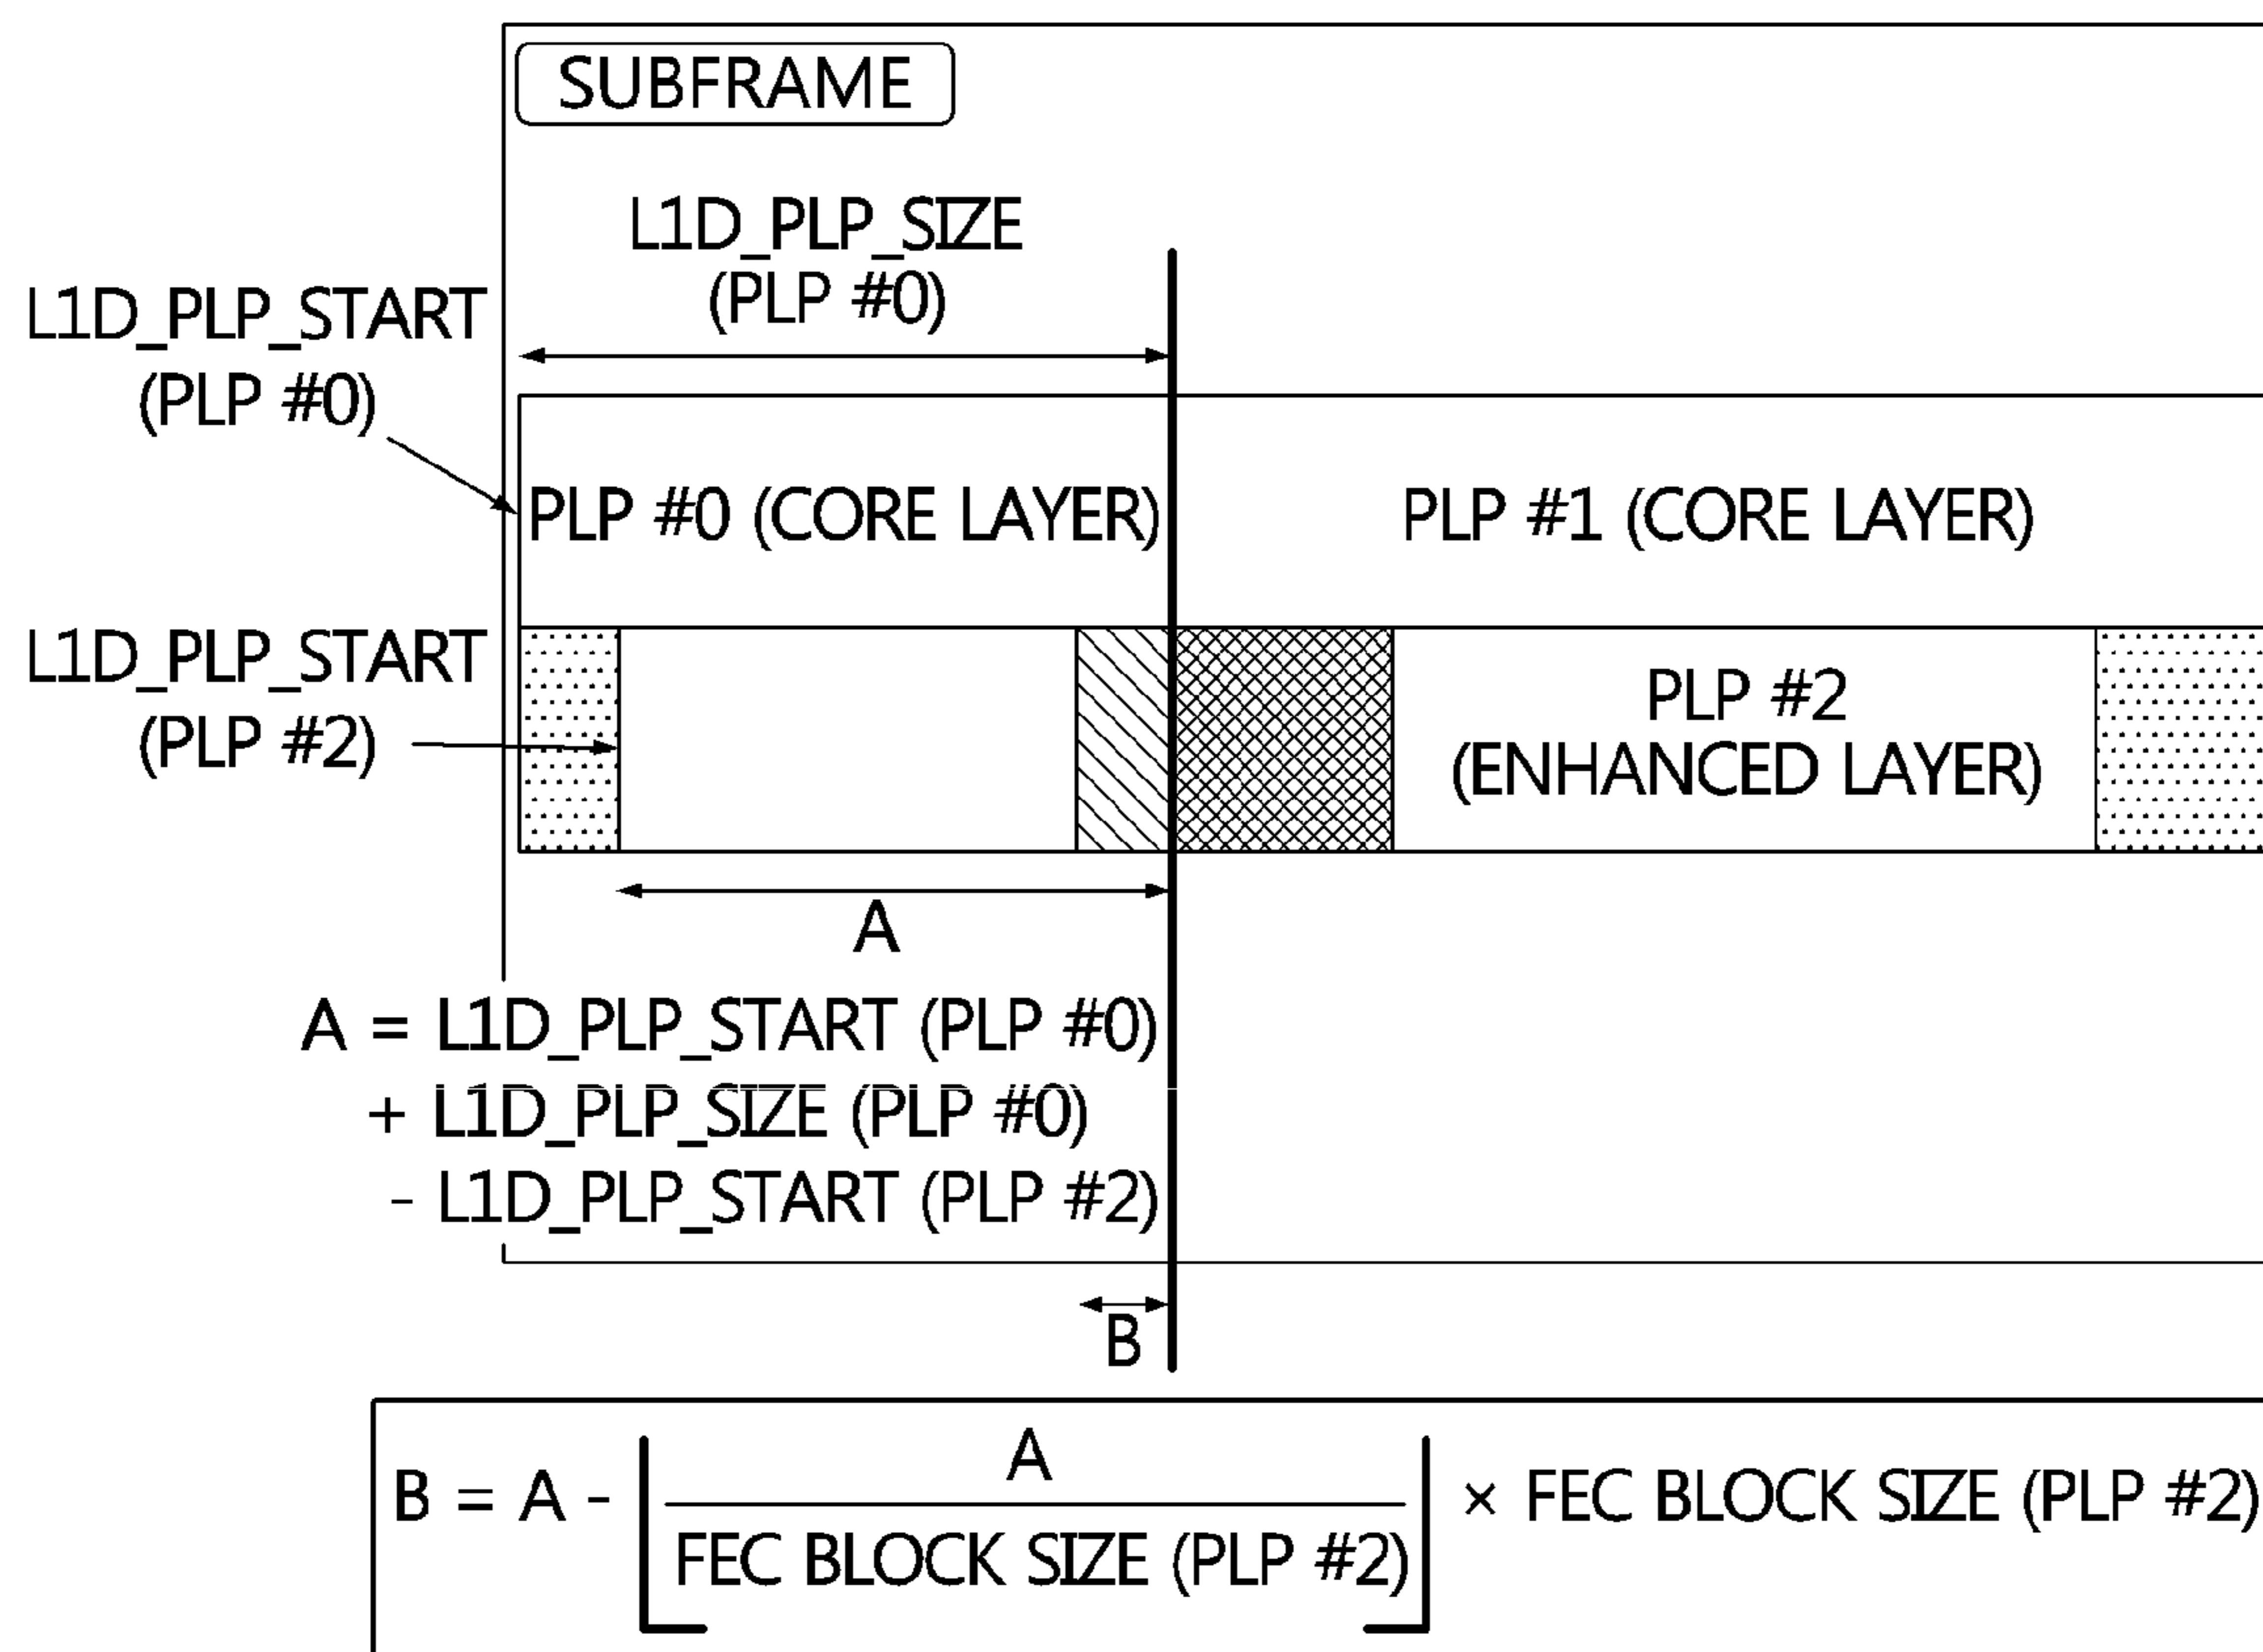 SUBFRAME
L1D_PLP_SIZE
(PLP #0)
L1D_PLP_START
(PLP #0)
PLP #0 (CORE LAYER)
PLP #1 (CORE LAYER)
L1D_PLP_START
(PLP #2)
PLP #2
(ENHANCED LAYER)
A
A = L1D_PLP_START (PLP #0)
+ L1D_PLP_SIZE (PLP #0)
- L1D_PLP_START (PLP #2)
B
B = A - ⌊ A / FEC BLOCK SIZE (PLP #2) ⌋ × FEC BLOCK SIZE (PLP #2)